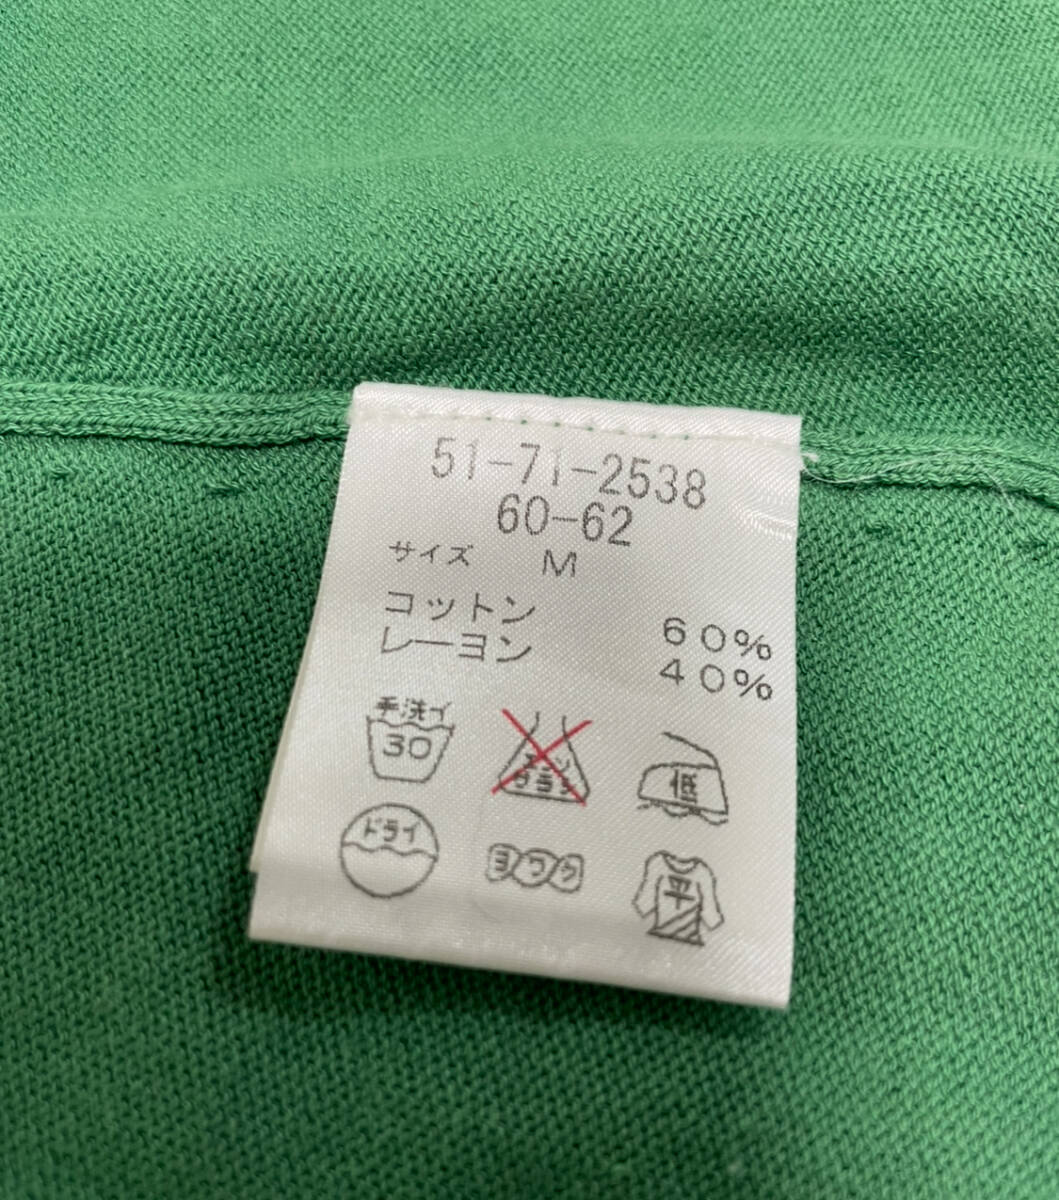 51-71-2538
60-62
サイズ M
コットン 60%
レーヨン 40%
手洗イ
30
エンソ
サラシ
低
ドライ
ヨワク
平